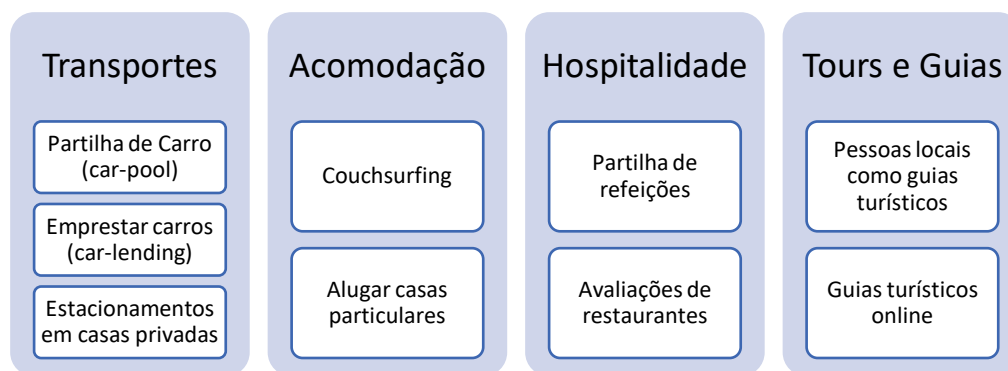 Transportes
Partilha de Carro
(car-pool)
Emprestar carros
(car-lending)
Estacionamentos
em casas privadas
Acomodação
Couchsurfing
Alugar casas
particulares
Hospitalidade
Partilha de
refeições
Avaliações de
restaurantes
Tours e Guias
Pessoas locais
como guias
turísticos
Guias turísticos
online